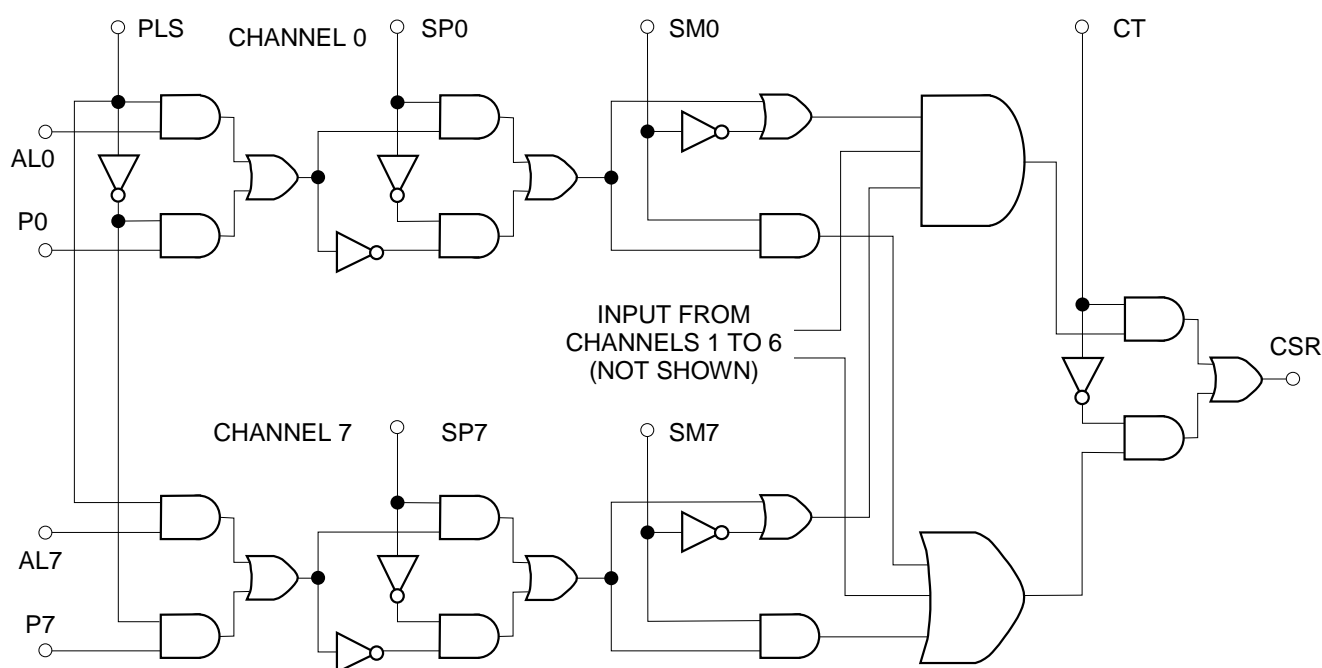 PLS
CHANNEL 0
SP0
SM0
CT
AL0
P0
INPUT FROM
CHANNELS 1 TO 6
(NOT SHOWN)
CSR
CHANNEL 7
SP7
SM7
AL7
P7